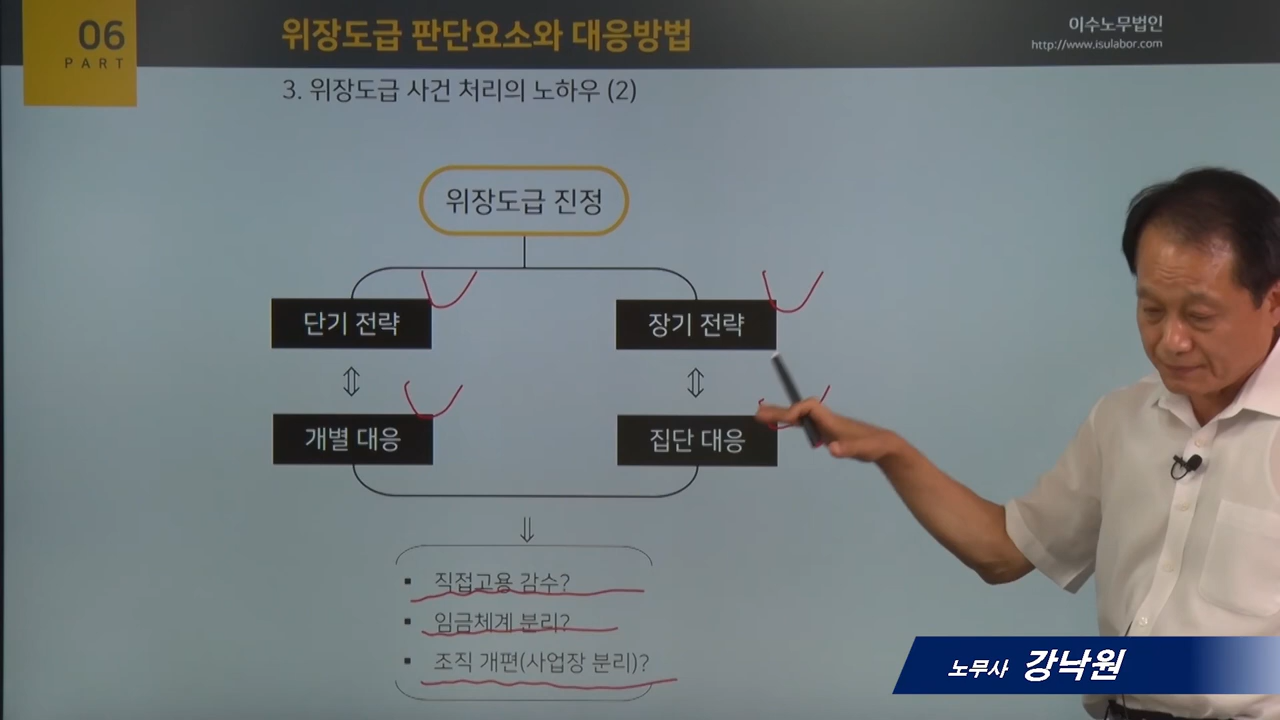 06
PART
위장도급 판단요소와 대응방법
이수노무법인
http://www.isulabor.com
3. 위장도급 사건 처리의 노하우 (2)
위장도급 진정
단기 전략
장기 전략
개별 대응
집단 대응
직접고용 감수?
임금체계 분리?
조직 개편(사업장 분리)?
노무사 강낙원